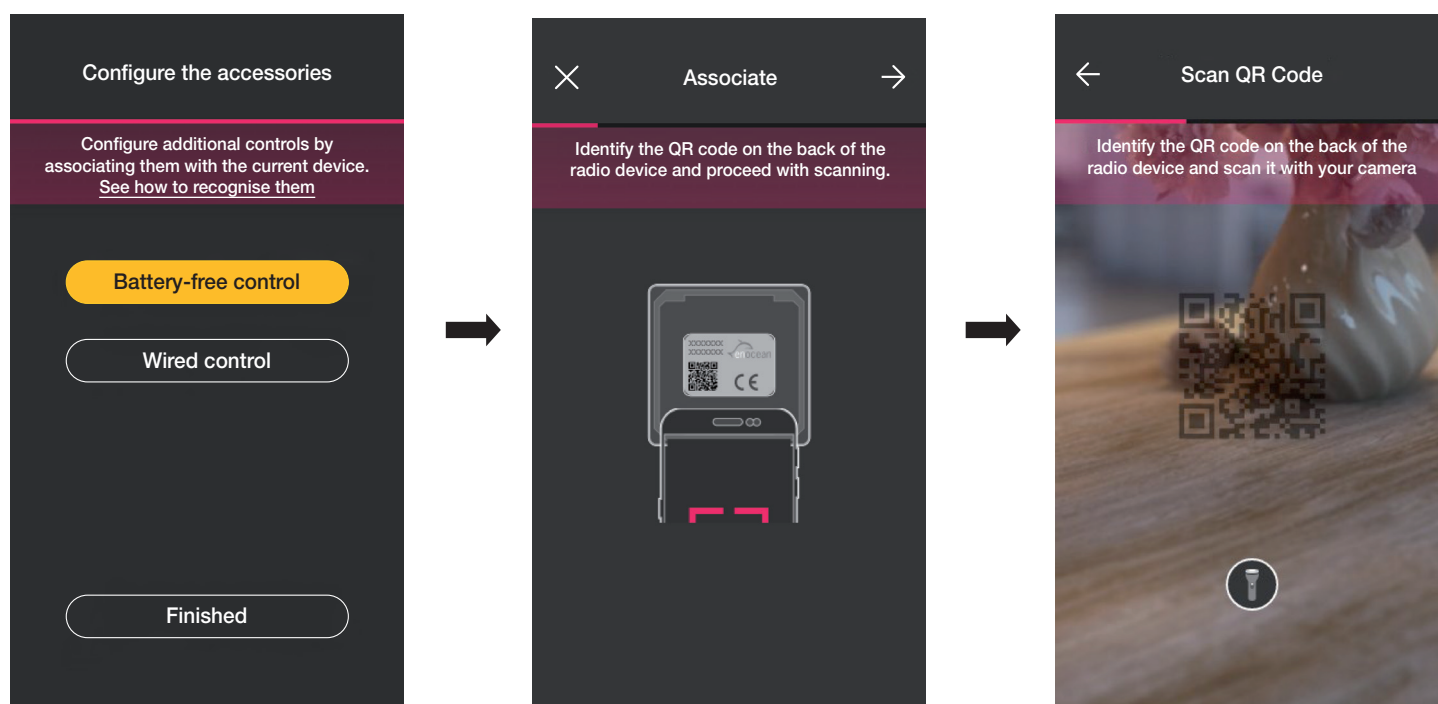 Configure the accessories
Configure additional controls by
associating them with the current device.
See how to recognise them
Battery-free control
Wired control
Finished
Associate
Identify the QR code on the back of the
radio device and proceed with scanning.
XXXXXXX
XXXXXXX
enocean
CE
Scan QR Code
Identify the QR code on the back of the
radio device and scan it with your camera